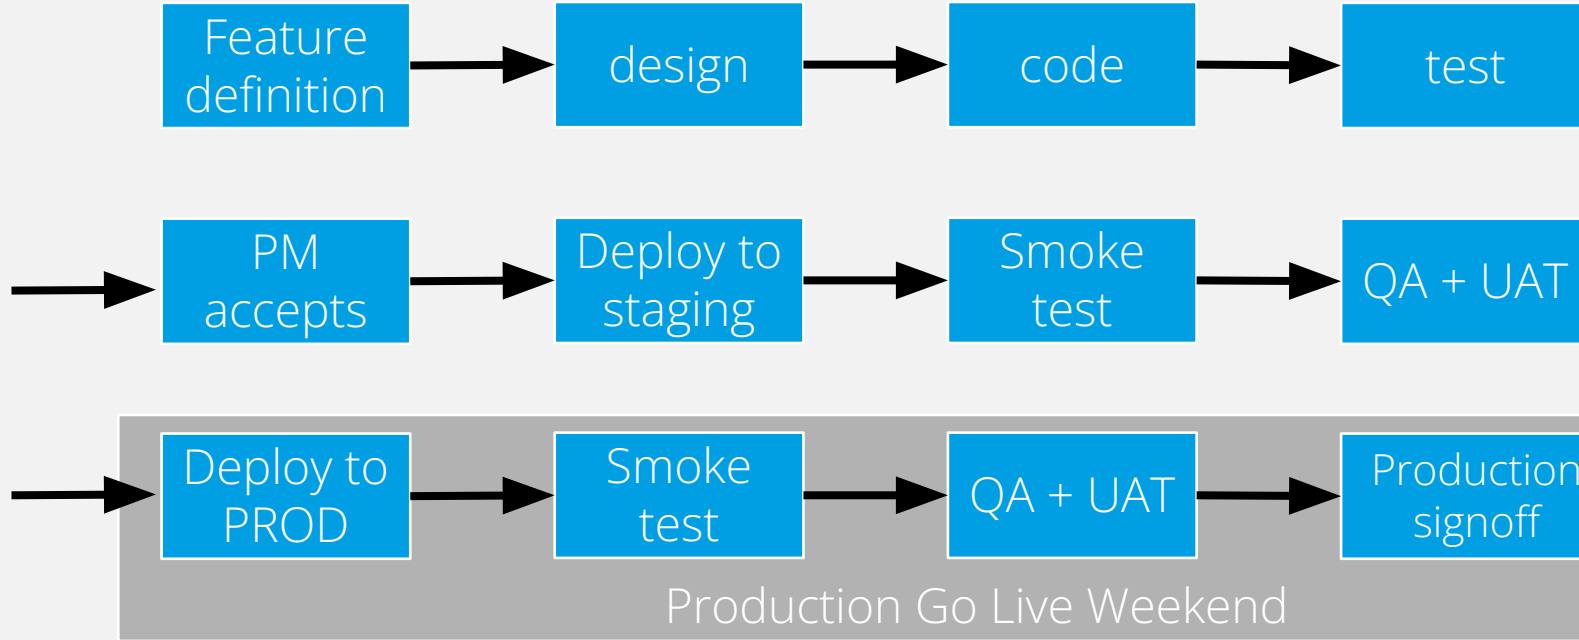 Feature
definition
design
code
test
PM
accepts
Deploy to
staging
Smoke
test
QA + UAT
Deploy to
PROD
Smoke
test
QA + UAT
Production
signoff
Production Go Live Weekend